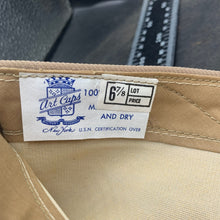 Art Caps
New York
100
M.
AND DRY
U.S.N. CERTIFICATION OVER
6⅞
LOT
PRICE